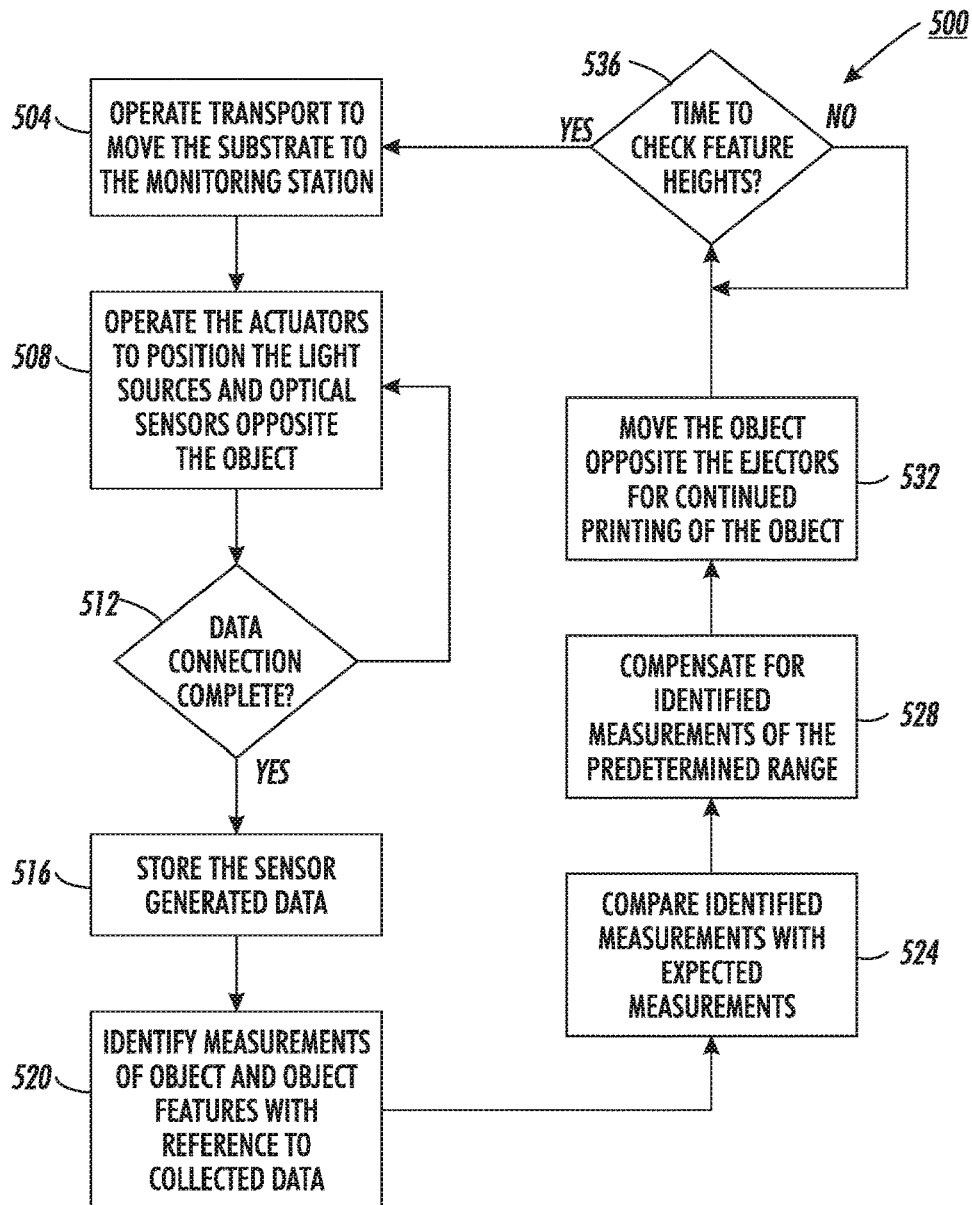 500
504
OPERATE TRANSPORT TO
MOVE THE SUBSTRATE TO
THE MONITORING STATION
508
OPERATE THE ACTUATORS
TO POSITION THE LIGHT
SOURCES AND OPTICAL
SENSORS OPPOSITE
THE OBJECT
512
DATA
CONNECTION
COMPLETE?
YES
516
STORE THE SENSOR
GENERATED DATA
520
IDENTIFY MEASUREMENTS
OF OBJECT AND OBJECT
FEATURES WITH
REFERENCE TO
COLLECTED DATA
COMPARE IDENTIFIED
MEASUREMENTS WITH
EXPECTED
MEASUREMENTS
524
COMPENSATE FOR
IDENTIFIED
MEASUREMENTS OF THE
PREDETERMINED RANGE
528
MOVE THE OBJECT
OPPOSITE THE EJECTORS
FOR CONTINUED
PRINTING OF THE OBJECT
532
536
TIME TO
CHECK FEATURE
HEIGHTS?
YES
NO